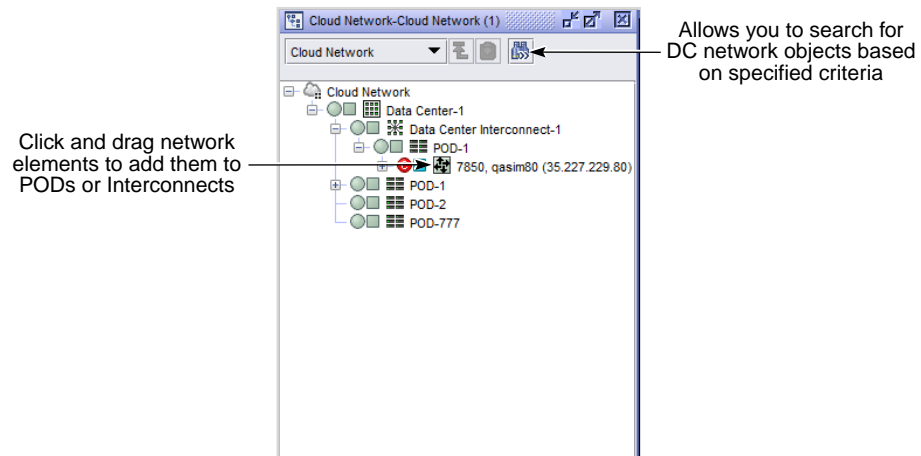 Cloud Network-Cloud Network (1)
Allows you to search for
DC network objects based
on specified criteria
Cloud Network
Cloud Network
Data Center-1
Data Center Interconnect-1
POD-1
Click and drag network
elements to add them to
PODs or Interconnects
7850, qasim80 (35.227.229.80)
POD-1
POD-2
POD-777